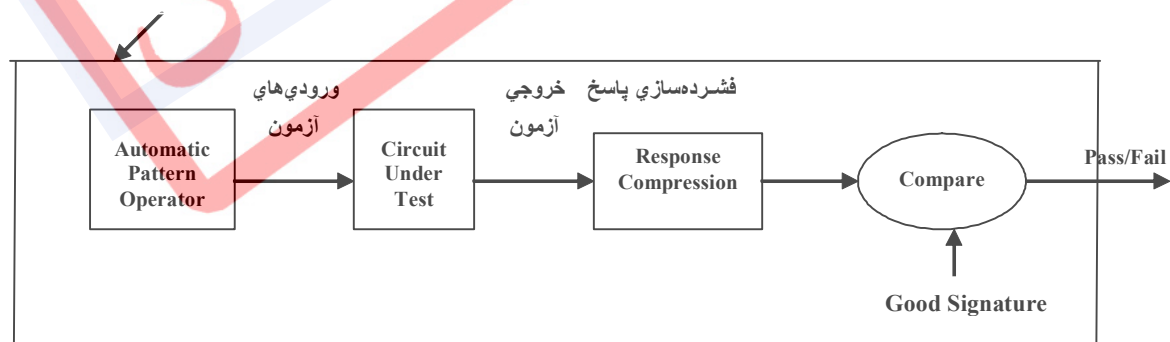 ورودي‌هاي
آزمون
خروجي
آزمون
فشرده‌سازي پاسخ
Automatic
Pattern
Operator
Circuit
Under
Test
Response
Compression
Compare
Pass/Fail
Good Signature